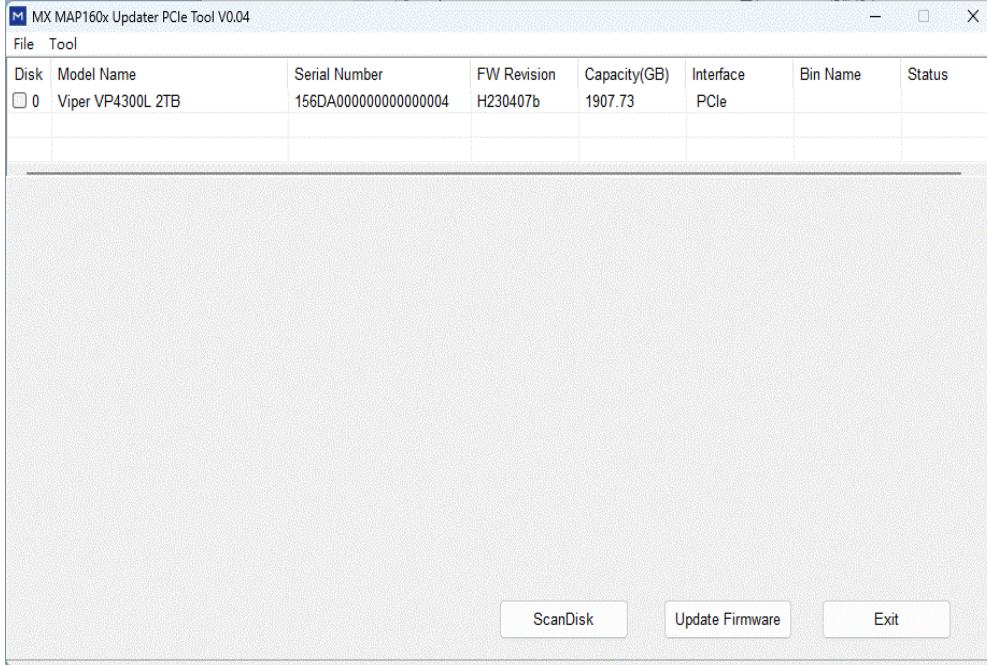 M MX MAP160x Updater PCIe Tool V0.04
File Tool
Disk Model Name Serial Number FW Revision Capacity(GB) Interface Bin Name Status
0 Viper VP4300L 2TB 156DA000000000000004 H230407b 1907.73 PCIe
ScanDisk Update Firmware Exit